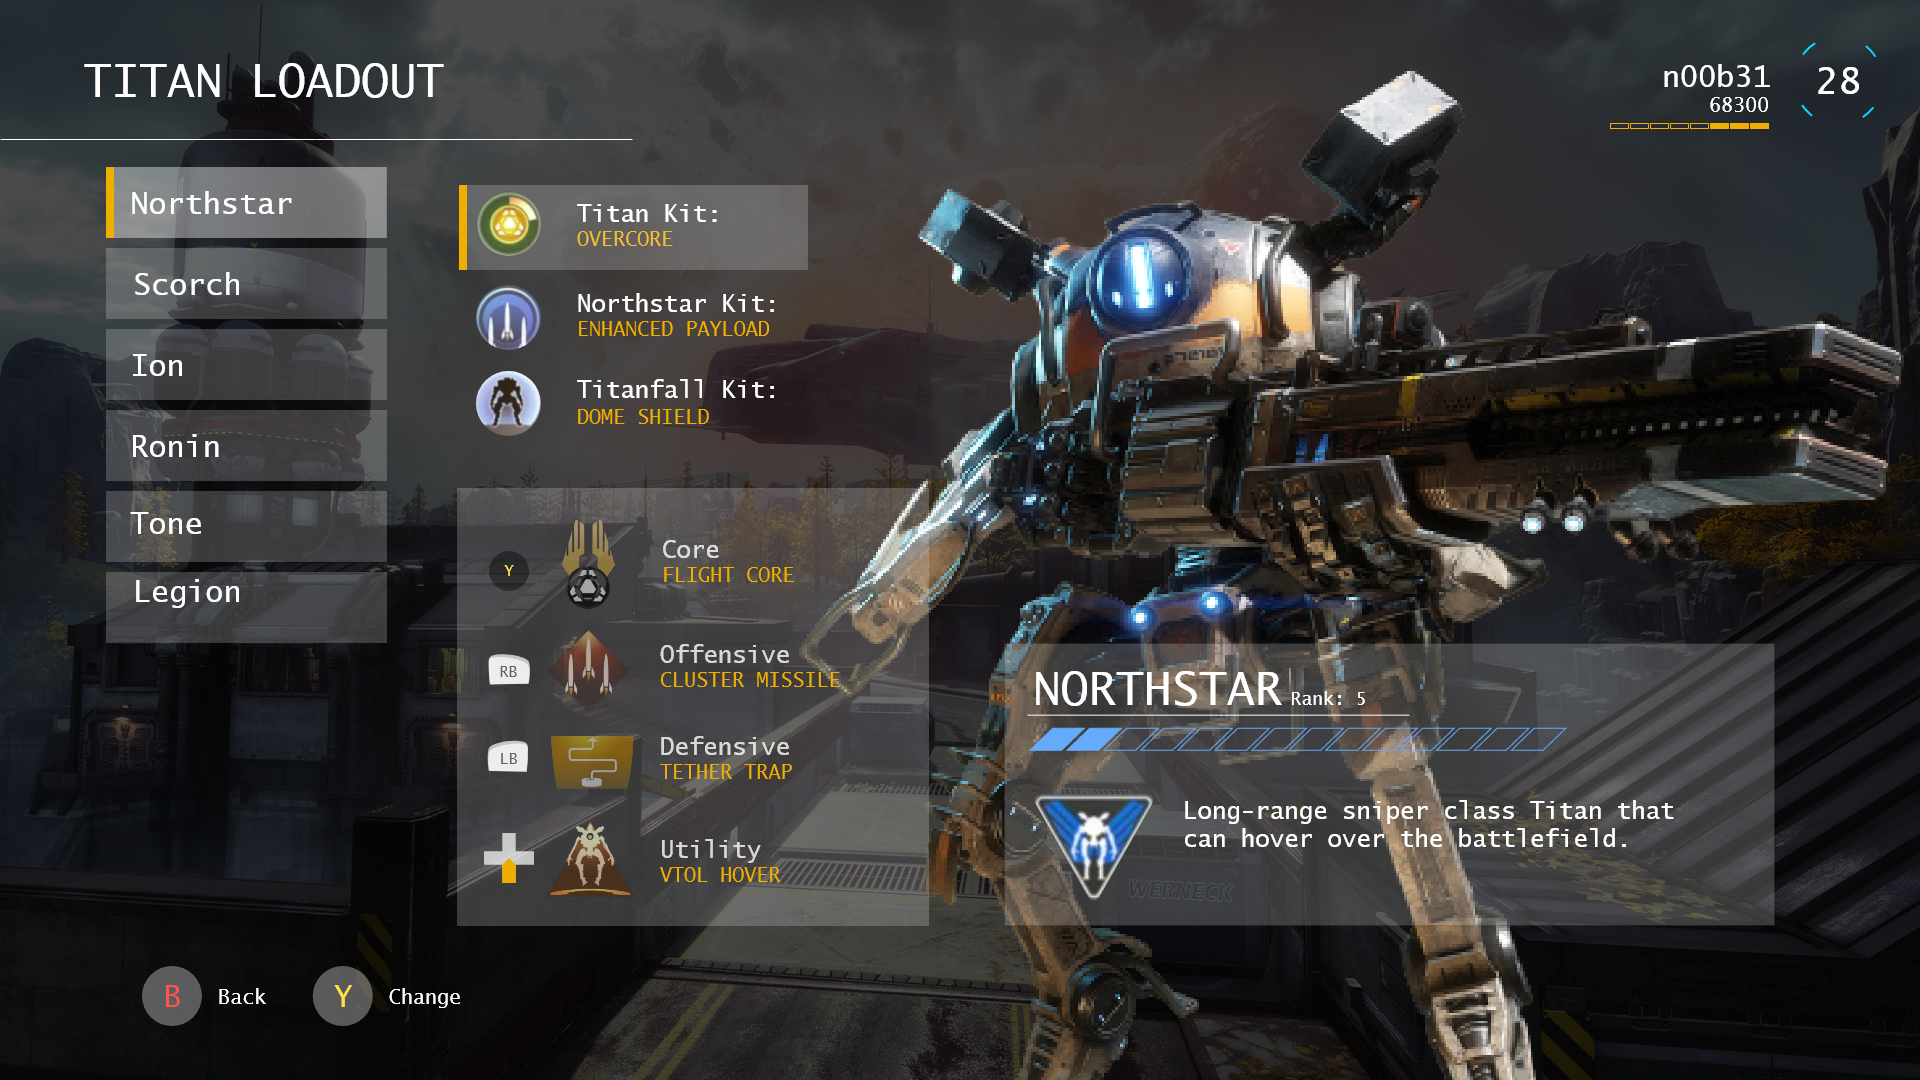 TITAN LOADOUT
n00b31
68300
28
Northstar
Scorch
Ion
Ronin
Tone
Legion
Titan Kit:
OVERCORE
Northstar Kit:
ENHANCED PAYLOAD
Titanfall Kit:
DOME SHIELD
Y
Core
FLIGHT CORE
RB
Offensive
CLUSTER MISSILE
LB
Defensive
TETHER TRAP
Utility
VTOL HOVER
NORTHSTAR Rank: 5
Long-range sniper class Titan that
can hover over the battlefield.
WERNECK
B Back
Y Change